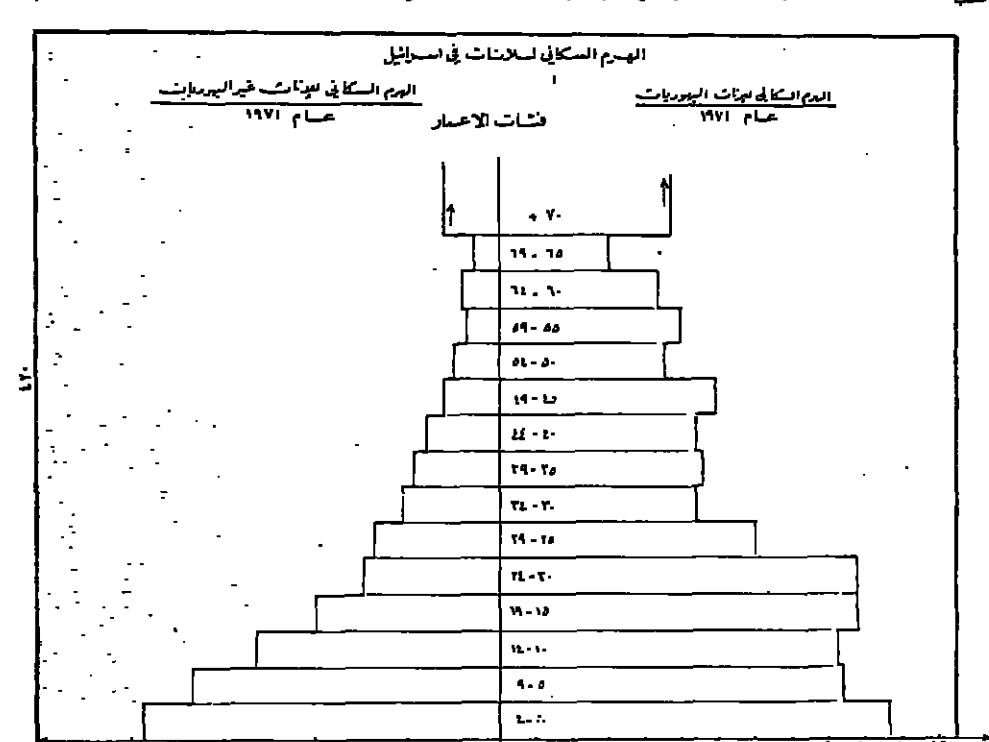 الهرم السكاني للانات في اسرائيل
الهرم السكاني للإناث اليهوديات
عام ١٩٧١
الهرم السكاني للإناث غير اليهوديات
عام ١٩٧١
فئات الاعمار
٧٠ +
٦٥ - ٦٩
٦٠ - ٦٤
٥٥ - ٥٩
٥٠ - ٥٤
٤٥ - ٤٩
٤٠ - ٤٤
٣٥ - ٣٩
٣٠ - ٣٤
٢٥ - ٢٩
٢٠ - ٢٤
١٥ - ١٩
١٠ - ١٤
٥ - ٩
٠ - ٤
٤٢٠